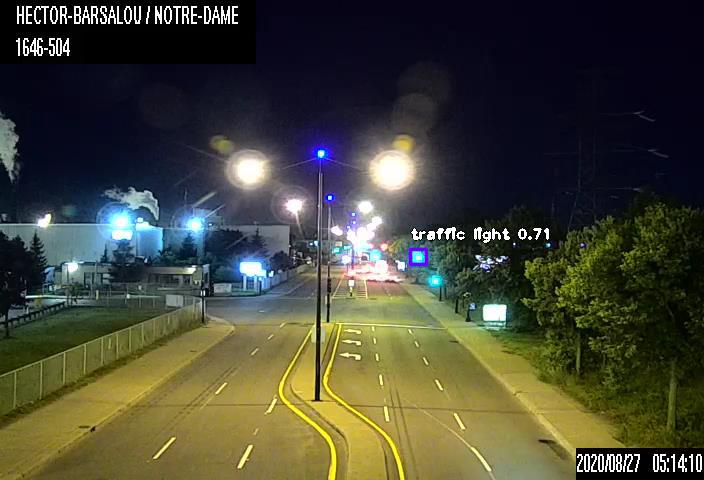 HECTOR-BARSALOU / NOTRE-DAME
1646-504
traffic light 0.71
2020/08/27 05:14:10